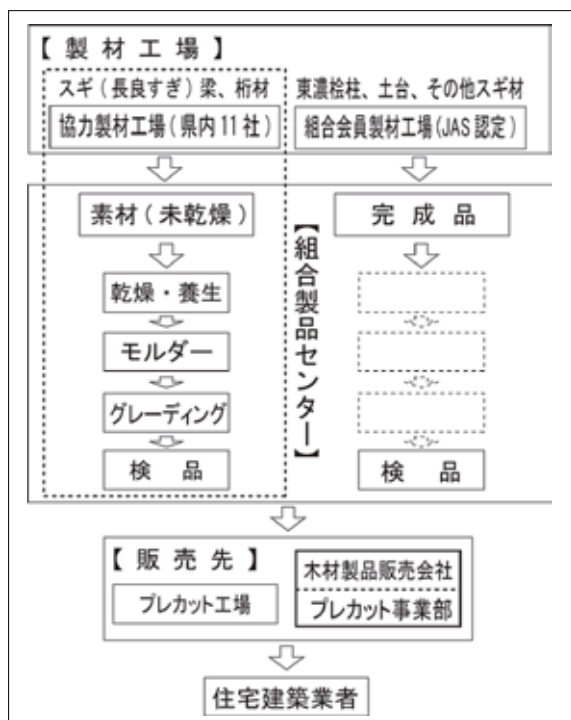 【製材工場】
スギ(長良すぎ)梁、桁材
協力製材工場(県内11社)
東濃桧柱、土台、その他スギ材
組合会員製材工場(JAS認定)
【組合製品センター】
素材(未乾燥)
乾燥・養生
モルダー
グレーディング
検品
完成品
検品
【販売先】
プレカット工場
木材製品販売会社
プレカット事業部
住宅建築業者